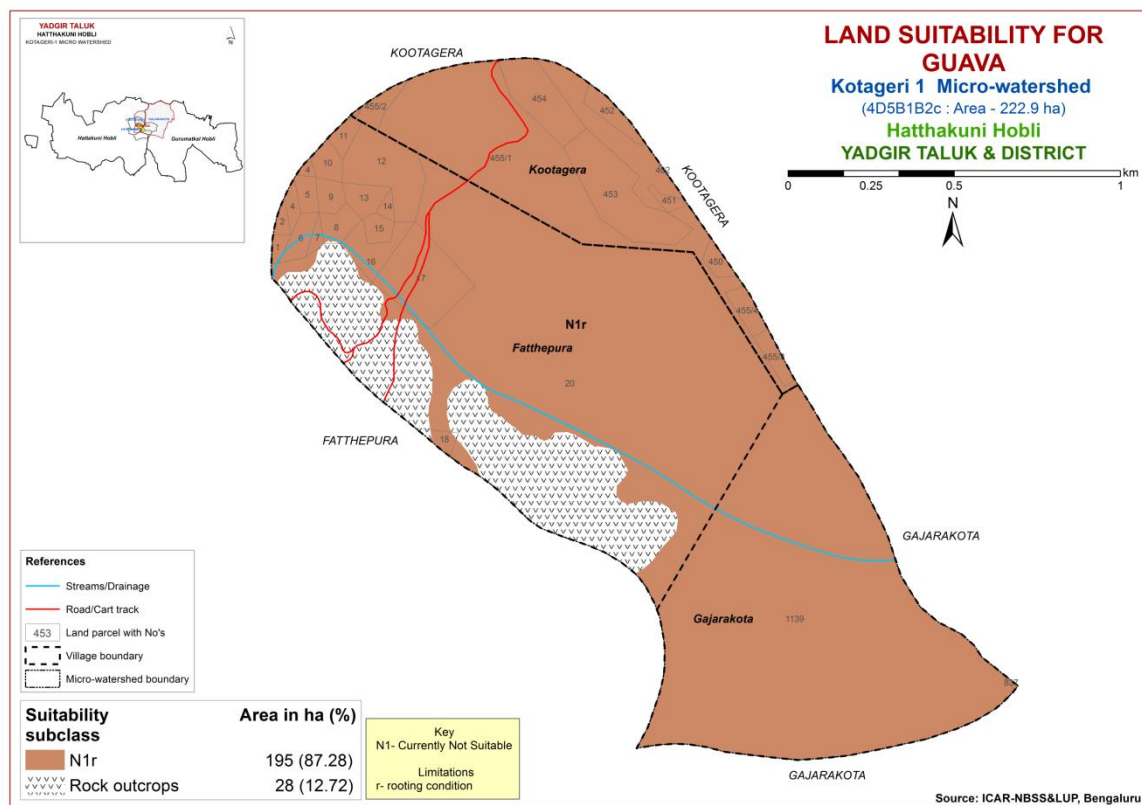 YADGIR TALUK
HATTHAKUNI HOBLI
KOTAGERI-1 MICRO WATERSHED
N
Hattakuni Hobli
Gurumatkal Hobli
LAND SUITABILITY FOR
GUAVA
Kotageri 1 Micro-watershed
(4D5B1B2c : Area - 222.9 ha)
Hatthakuni Hobli
YADGIR TALUK & DISTRICT
km
0 0.25 0.5 1
N
KOOTAGERA
455/2
454
452
11
12
10
455/1
Kootagera
KOOTAGERA
453
451
4
5
9
13
14
2
15
6
7
8
1
16
17
450
455/4
N1r
Fatthepura
20
FATTHEPURA
18
GAJARAKOTA
Gajarakota
1139
GAJARAKOTA
References
Streams/Drainage
Road/Cart track
453 Land parcel with No's
Village boundary
Micro-watershed boundary
Suitability subclass Area in ha (%)
N1r 195 (87.28)
Rock outcrops 28 (12.72)
Key
N1- Currently Not Suitable
Limitations
r- rooting condition
Source: ICAR-NBSS&LUP, Bengaluru